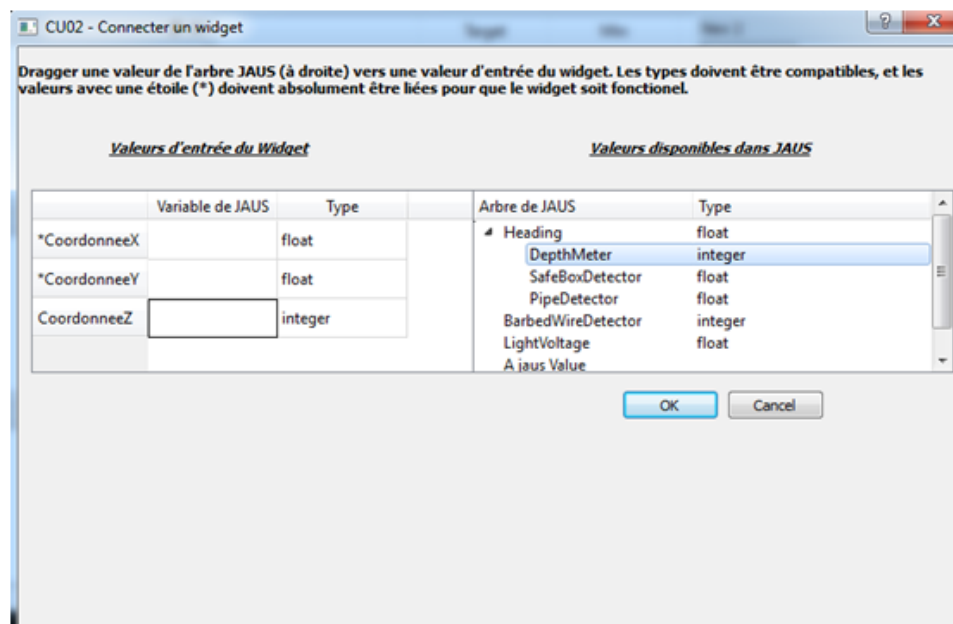 CU02 - Connecter un widget
Dragger une valeur de l'arbre JAUS (à droite) vers une valeur d'entrée du widget. Les types doivent être compatibles, et les
valeurs avec une étoile (*) doivent absolument être liées pour que le widget soit fonctionel.
Valeurs d'entrée du Widget
Valeurs disponibles dans JAUS
Variable de JAUS Type
*CoordonneeX float
*CoordonneeY float
CoordonneeZ integer
Arbre de JAUS Type
Heading float
DepthMeter integer
SafeBoxDetector float
PipeDetector float
BarbedWireDetector integer
LightVoltage float
A jaus Value
OK Cancel